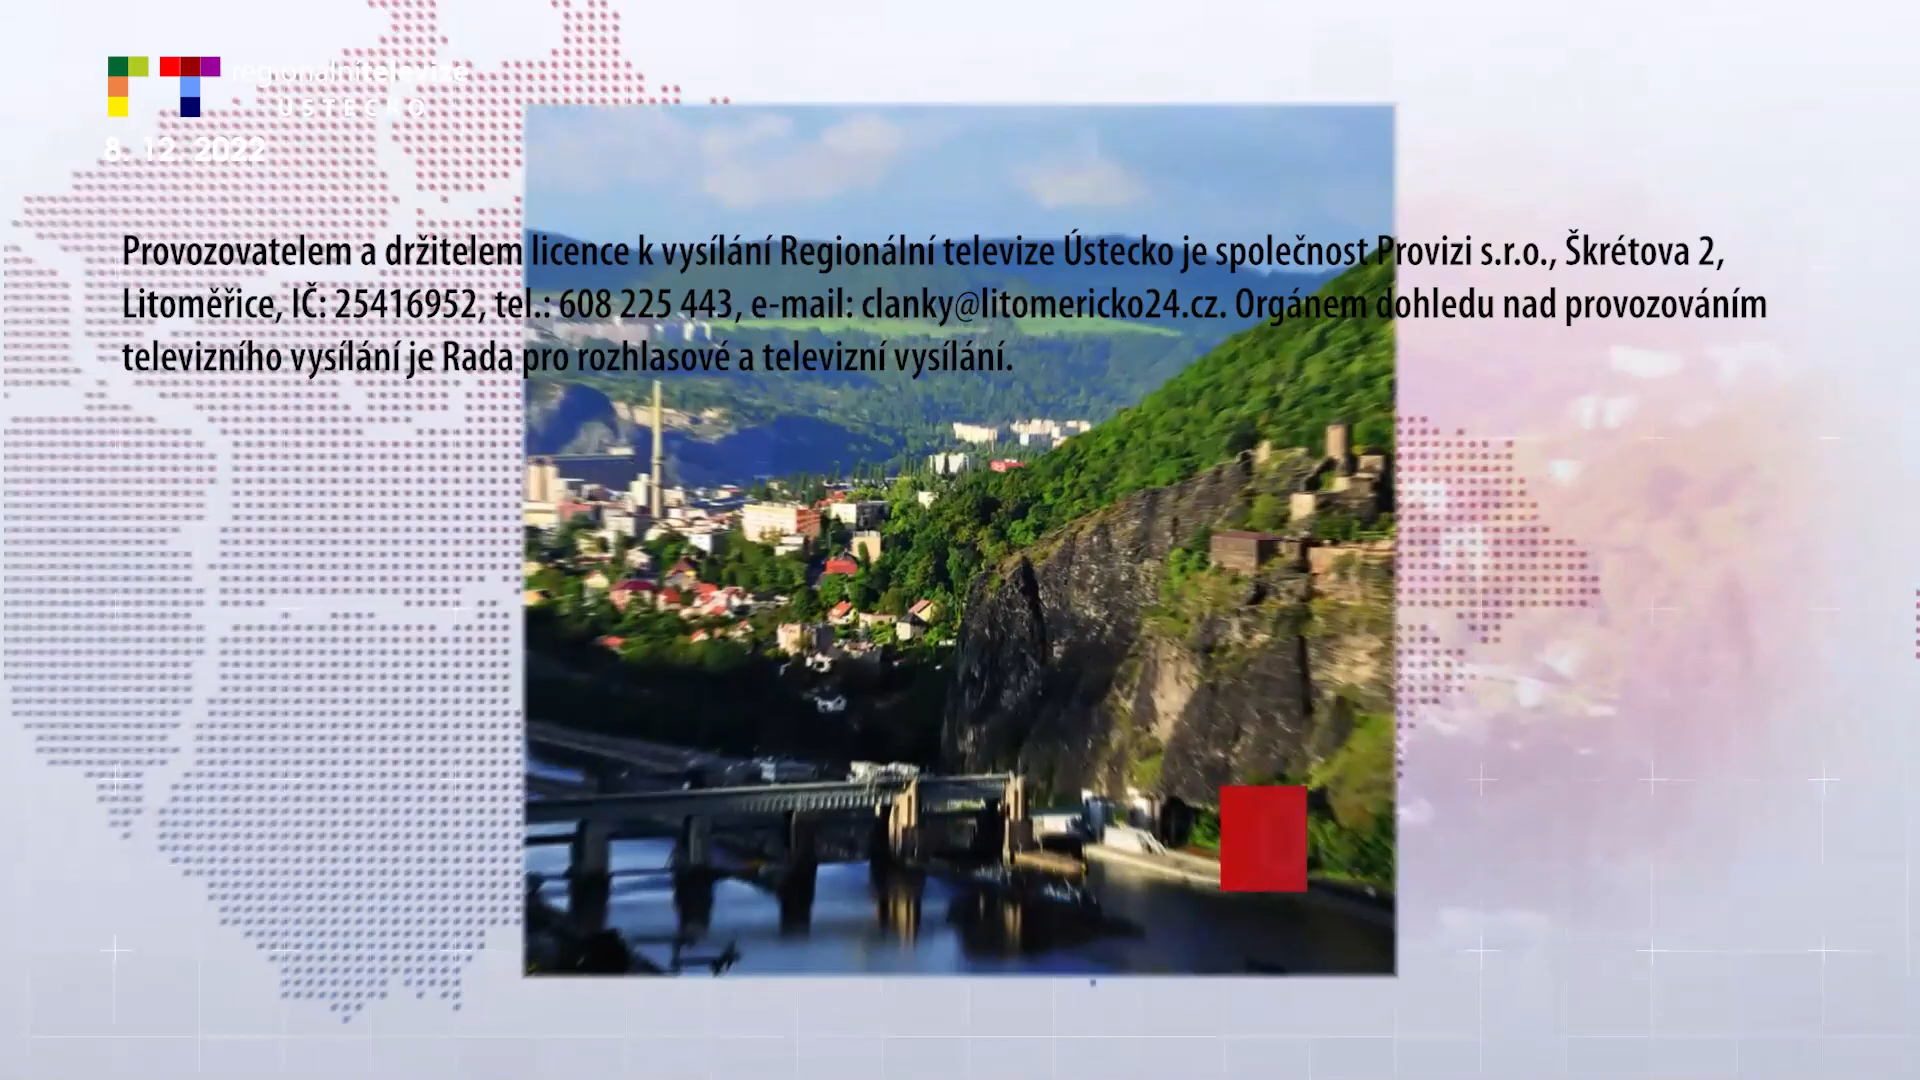 regionalnítelevize
ÚSTECKO
8. 12. 2022
Provozovatelem a držitelem licence k vysílání Regionální televize Ústecko je společnost Provizi s.r.o., Škrétova 2,
Litoměřice, IČ: 25416952, tel.: 608 225 443, e-mail: clanky@litomericko24.cz. Orgánem dohledu nad provozováním
televizního vysílání je Rada pro rozhlasové a televizní vysílání.